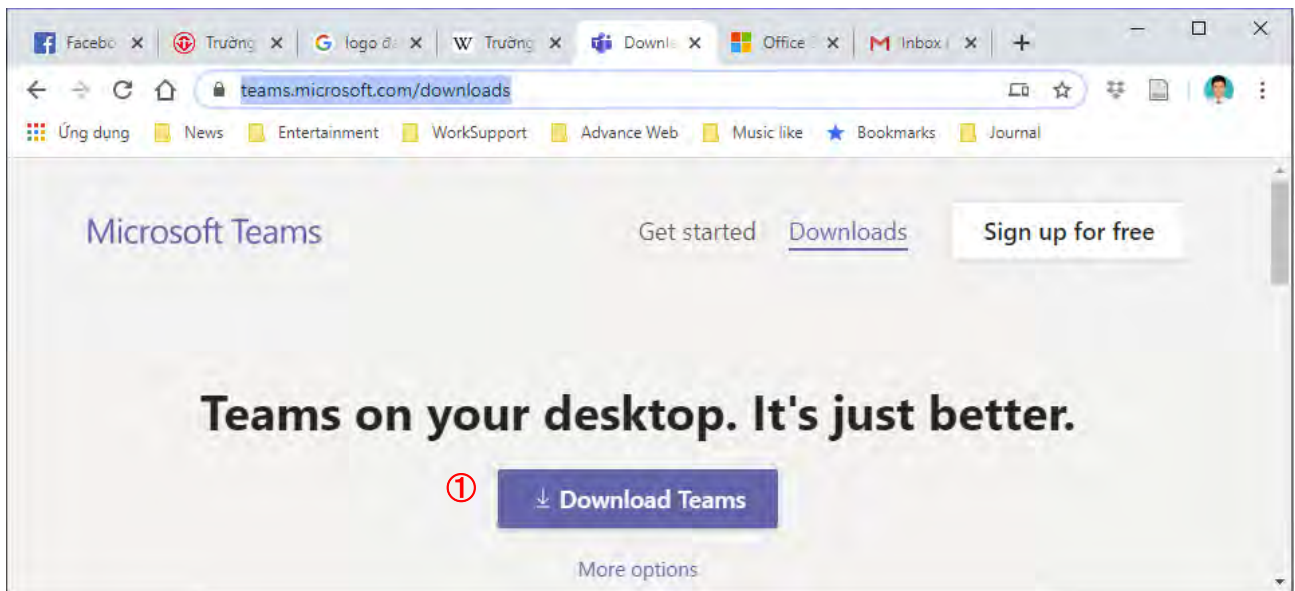 Facebo Trường logo đ Trường Downl Office Inbox
teams.microsoft.com/downloads
Ứng dụng News Entertainment WorkSupport Advance Web Music like Bookmarks Journal
Microsoft Teams Get started Downloads Sign up for free
Teams on your desktop. It's just better.
① Download Teams
More options